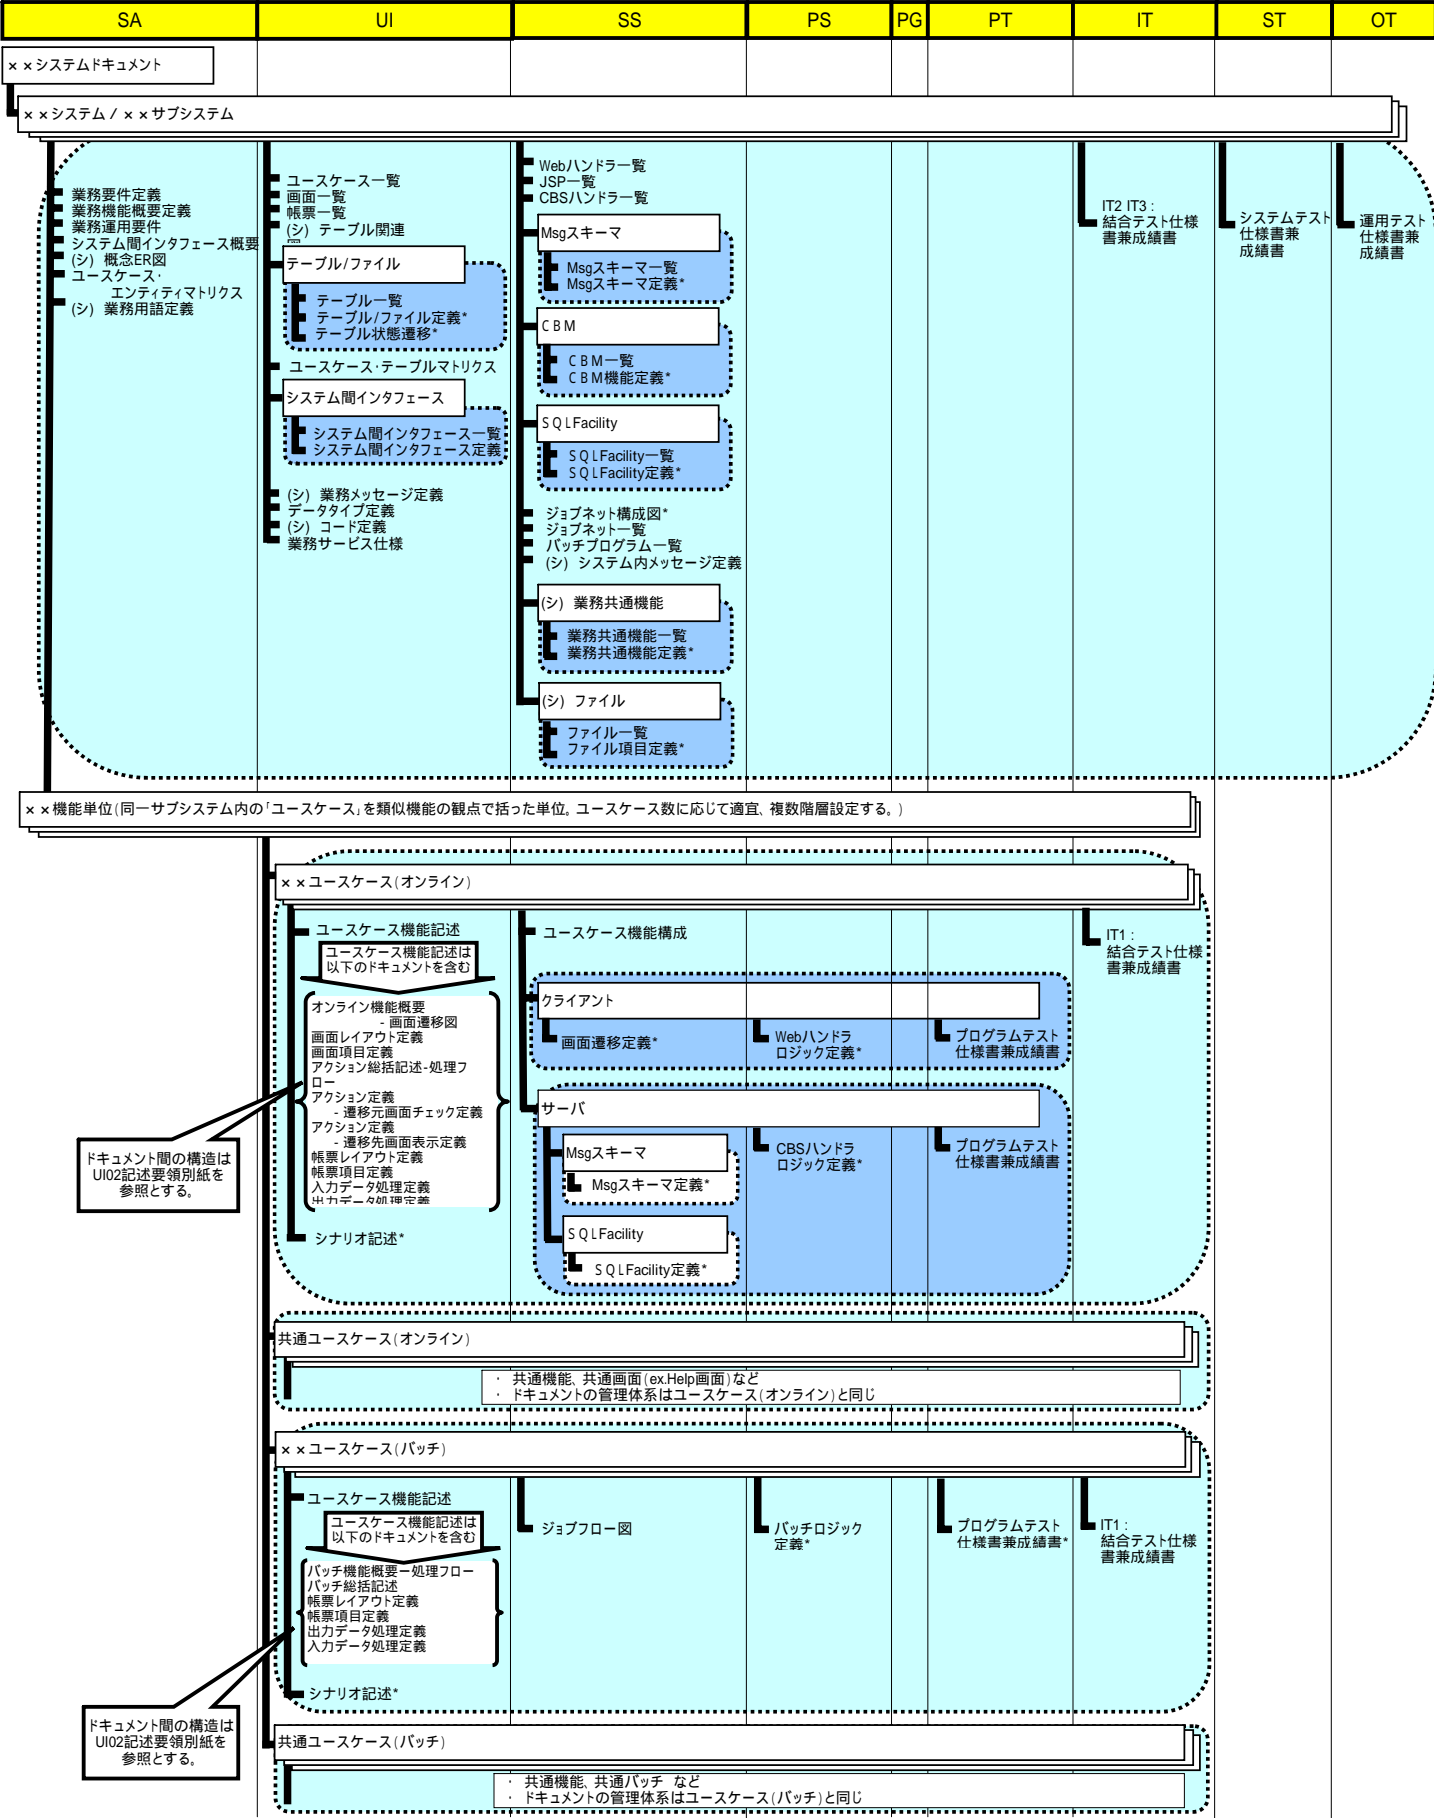 SA
UI
SS
PS
PG
PT
IT
ST
OT
××システムドキュメント
××システム / ××サブシステム
業務要件定義
業務機能概要定義
業務運用要件
システム間インタフェース概要
(シ) 概念ER図
ユースケース・
エンティティマトリクス
(シ) 業務用語定義
ユースケース一覧
画面一覧
帳票一覧
(シ) テーブル関連
図
テーブル/ファイル
テーブル一覧
テーブル/ファイル定義*
テーブル状態遷移*
ユースケース・テーブルマトリクス
システム間インタフェース
システム間インタフェース一覧
システム間インタフェース定義
(シ) 業務メッセージ定義
データタイプ定義
(シ) コード定義
業務サービス仕様
Webハンドラ一覧
JSP一覧
CBSハンドラ一覧
Msgスキーマ
Msgスキーマ一覧
Msgスキーマ定義*
CBM
CBM一覧
CBM機能定義*
SQLFacility
SQLFacility一覧
SQLFacility定義*
ジョブネット構成図*
ジョブネット一覧
バッチプログラム一覧
(シ) システム内メッセージ定義
(シ) 業務共通機能
業務共通機能一覧
業務共通機能定義*
(シ) ファイル
ファイル一覧
ファイル項目定義*
IT2 IT3 :
結合テスト仕様
書兼成績書
システムテスト
仕様書兼
成績書
運用テスト
仕様書兼
成績書
××機能単位(同一サブシステム内の「ユースケース」を類似機能の観点で括った単位。ユースケース数に応じて適宜、複数階層設定する。)
××ユースケース(オンライン)
ユースケース機能記述
ユースケース機能記述は
以下のドキュメントを含む
オンライン機能概要
- 画面遷移図
画面レイアウト定義
画面項目定義
アクション総括記述-処理フ
ロー
アクション定義
- 遷移元画面チェック定義
アクション定義
- 遷移先画面表示定義
帳票レイアウト定義
帳票項目定義
入力データ処理定義
出力データ処理定義
シナリオ記述*
ドキュメント間の構造は
UI02記述要領別紙を
参照とする。
ユースケース機能構成
クライアント
画面遷移定義*
Webハンドラ
ロジック定義*
プログラムテスト
仕様書兼成績書
サーバ
Msgスキーマ
Msgスキーマ定義*
SQLFacility
SQLFacility定義*
CBSハンドラ
ロジック定義*
プログラムテスト
仕様書兼成績書
IT1 :
結合テスト仕様
書兼成績書
共通ユースケース(オンライン)
・ 共通機能、共通画面(ex.Help画面)など
・ ドキュメントの管理体系はユースケース(オンライン)と同じ
××ユースケース(バッチ)
ユースケース機能記述
ユースケース機能記述は
以下のドキュメントを含む
バッチ機能概要ー処理フロー
バッチ総括記述
帳票レイアウト定義
帳票項目定義
出力データ処理定義
入力データ処理定義
シナリオ記述*
ドキュメント間の構造は
UI02記述要領別紙を
参照とする。
ジョブフロー図
バッチロジック
定義*
プログラムテスト
仕様書兼成績書*
IT1 :
結合テスト仕様
書兼成績書
共通ユースケース(バッチ)
・ 共通機能、共通バッチ など
・ ドキュメントの管理体系はユースケース(バッチ)と同じ